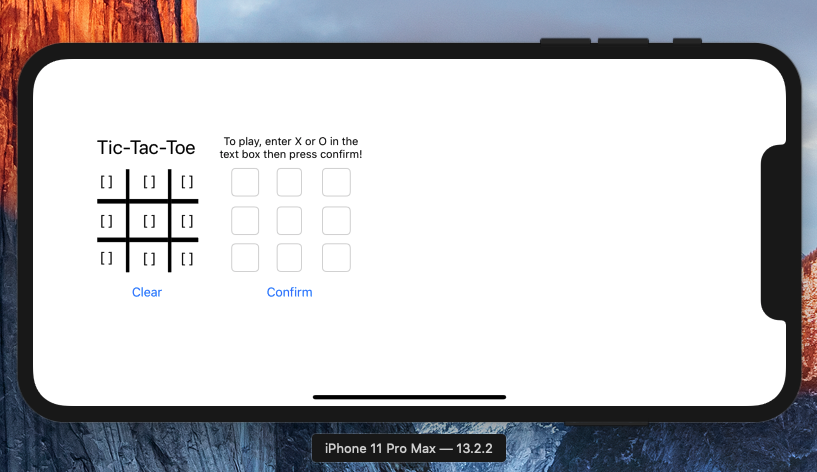 Tic-Tac-Toe
To play, enter X or O in the
text box then press confirm!
[ ] [ ] [ ]
[ ] [ ] [ ]
[ ] [ ] [ ]
Clear
Confirm
iPhone 11 Pro Max — 13.2.2